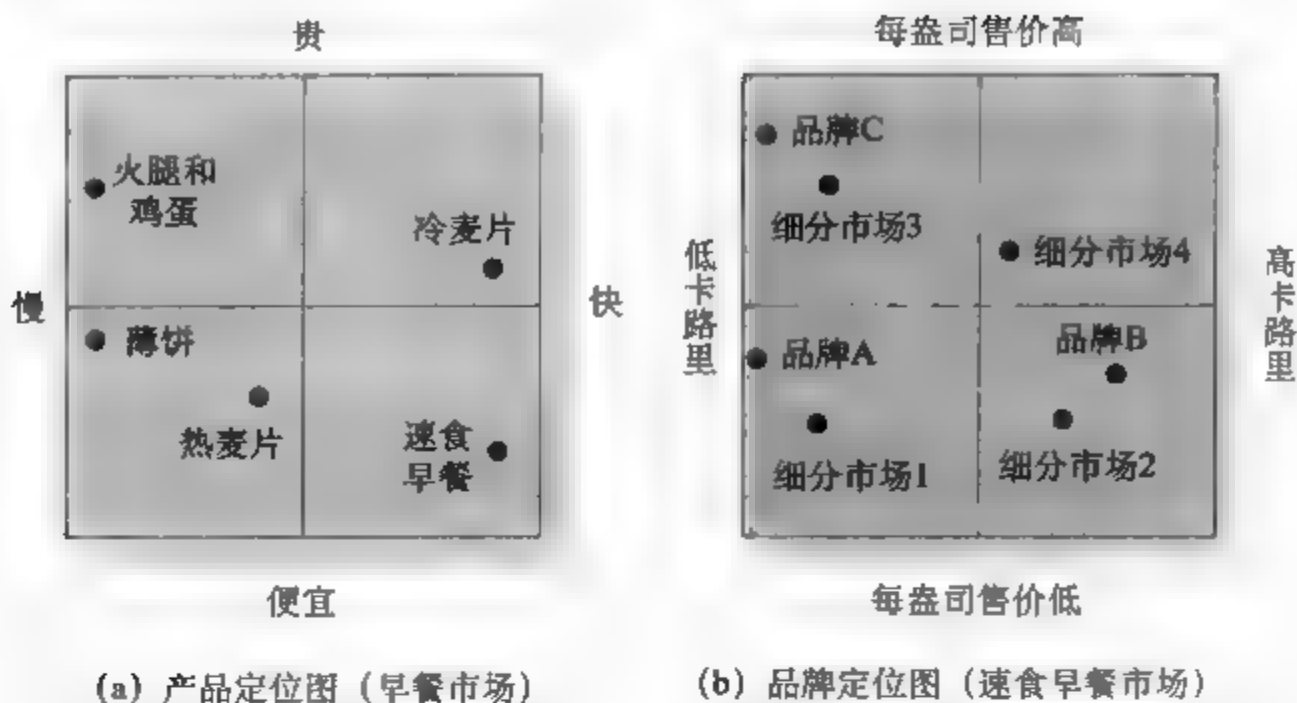 贵
火腿和
鸡蛋
冷麦片
慢
快
薄饼
热麦片
速食
早餐
便宜
(a) 产品定位图（早餐市场）
每盎司售价高
品牌C
细分市场3
细分市场4
低卡路里
高卡路里
品牌A
品牌B
细分市场1
细分市场2
每盎司售价低
(b) 品牌定位图（速食早餐市场）